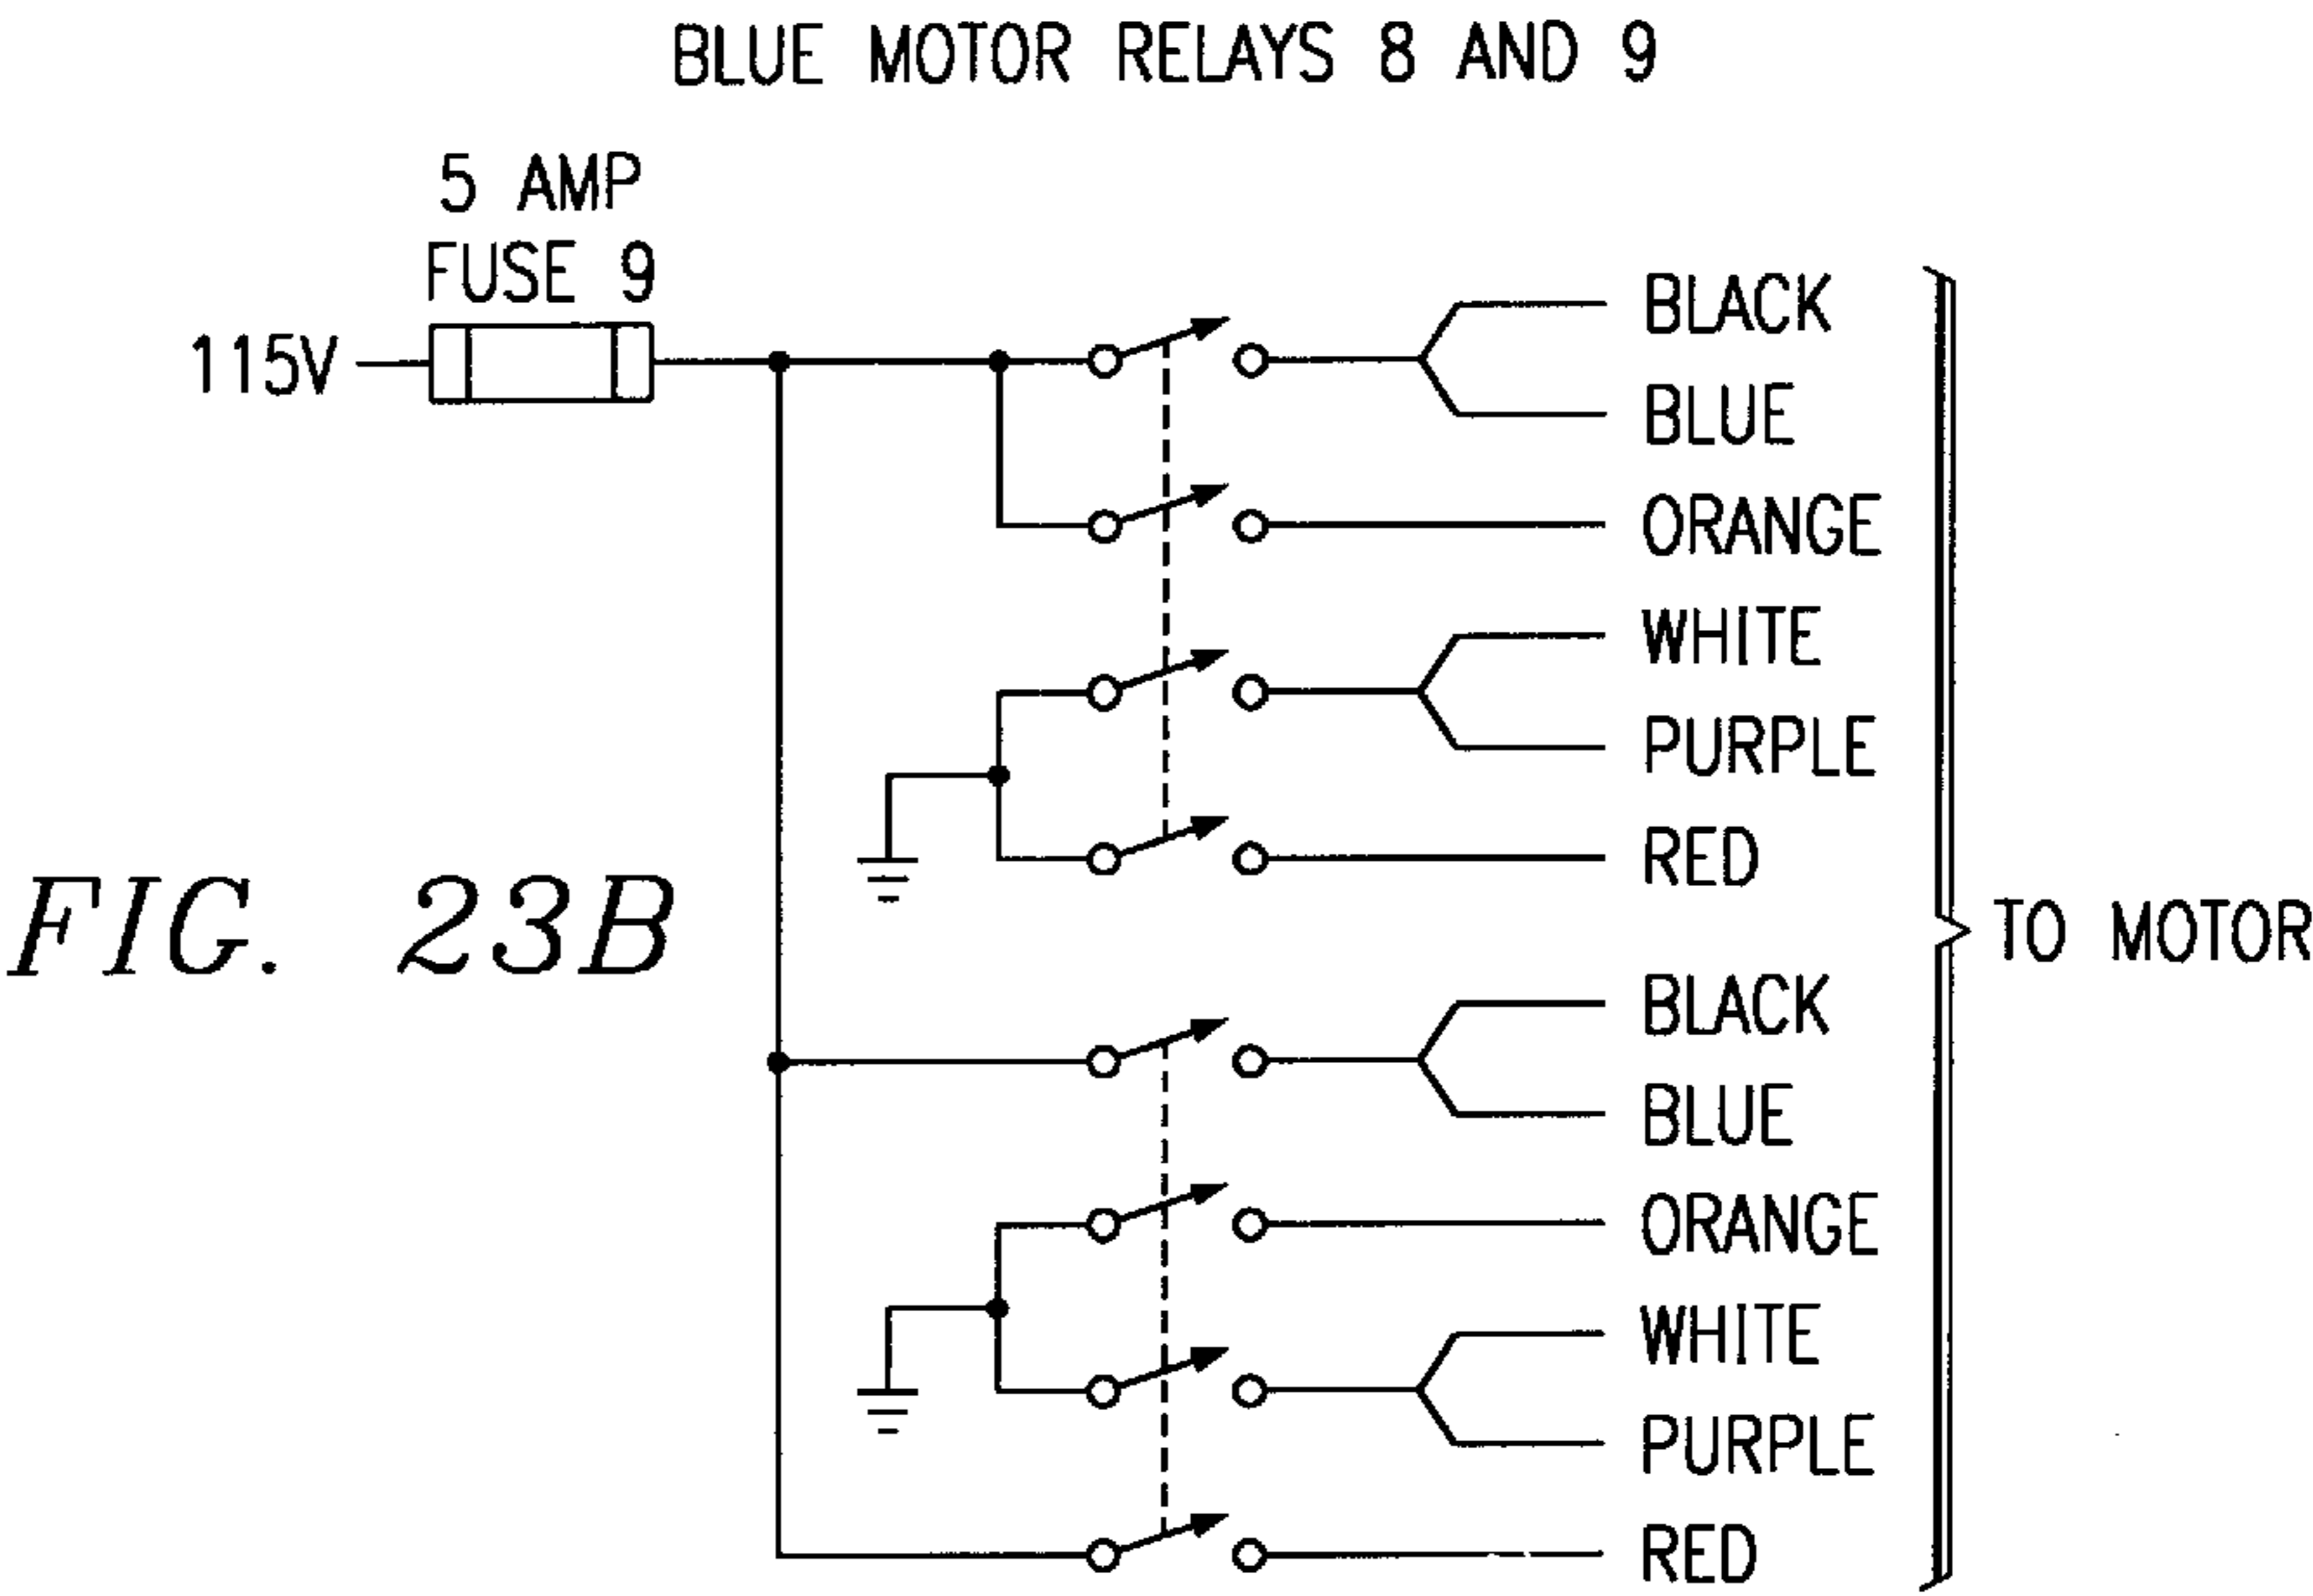 BLUE MOTOR RELAYS 8 AND 9
5 AMP
FUSE 9
115V
BLACK
BLUE
ORANGE
WHITE
PURPLE
RED
FIG. 23B
TO MOTOR
BLACK
BLUE
ORANGE
WHITE
PURPLE
RED